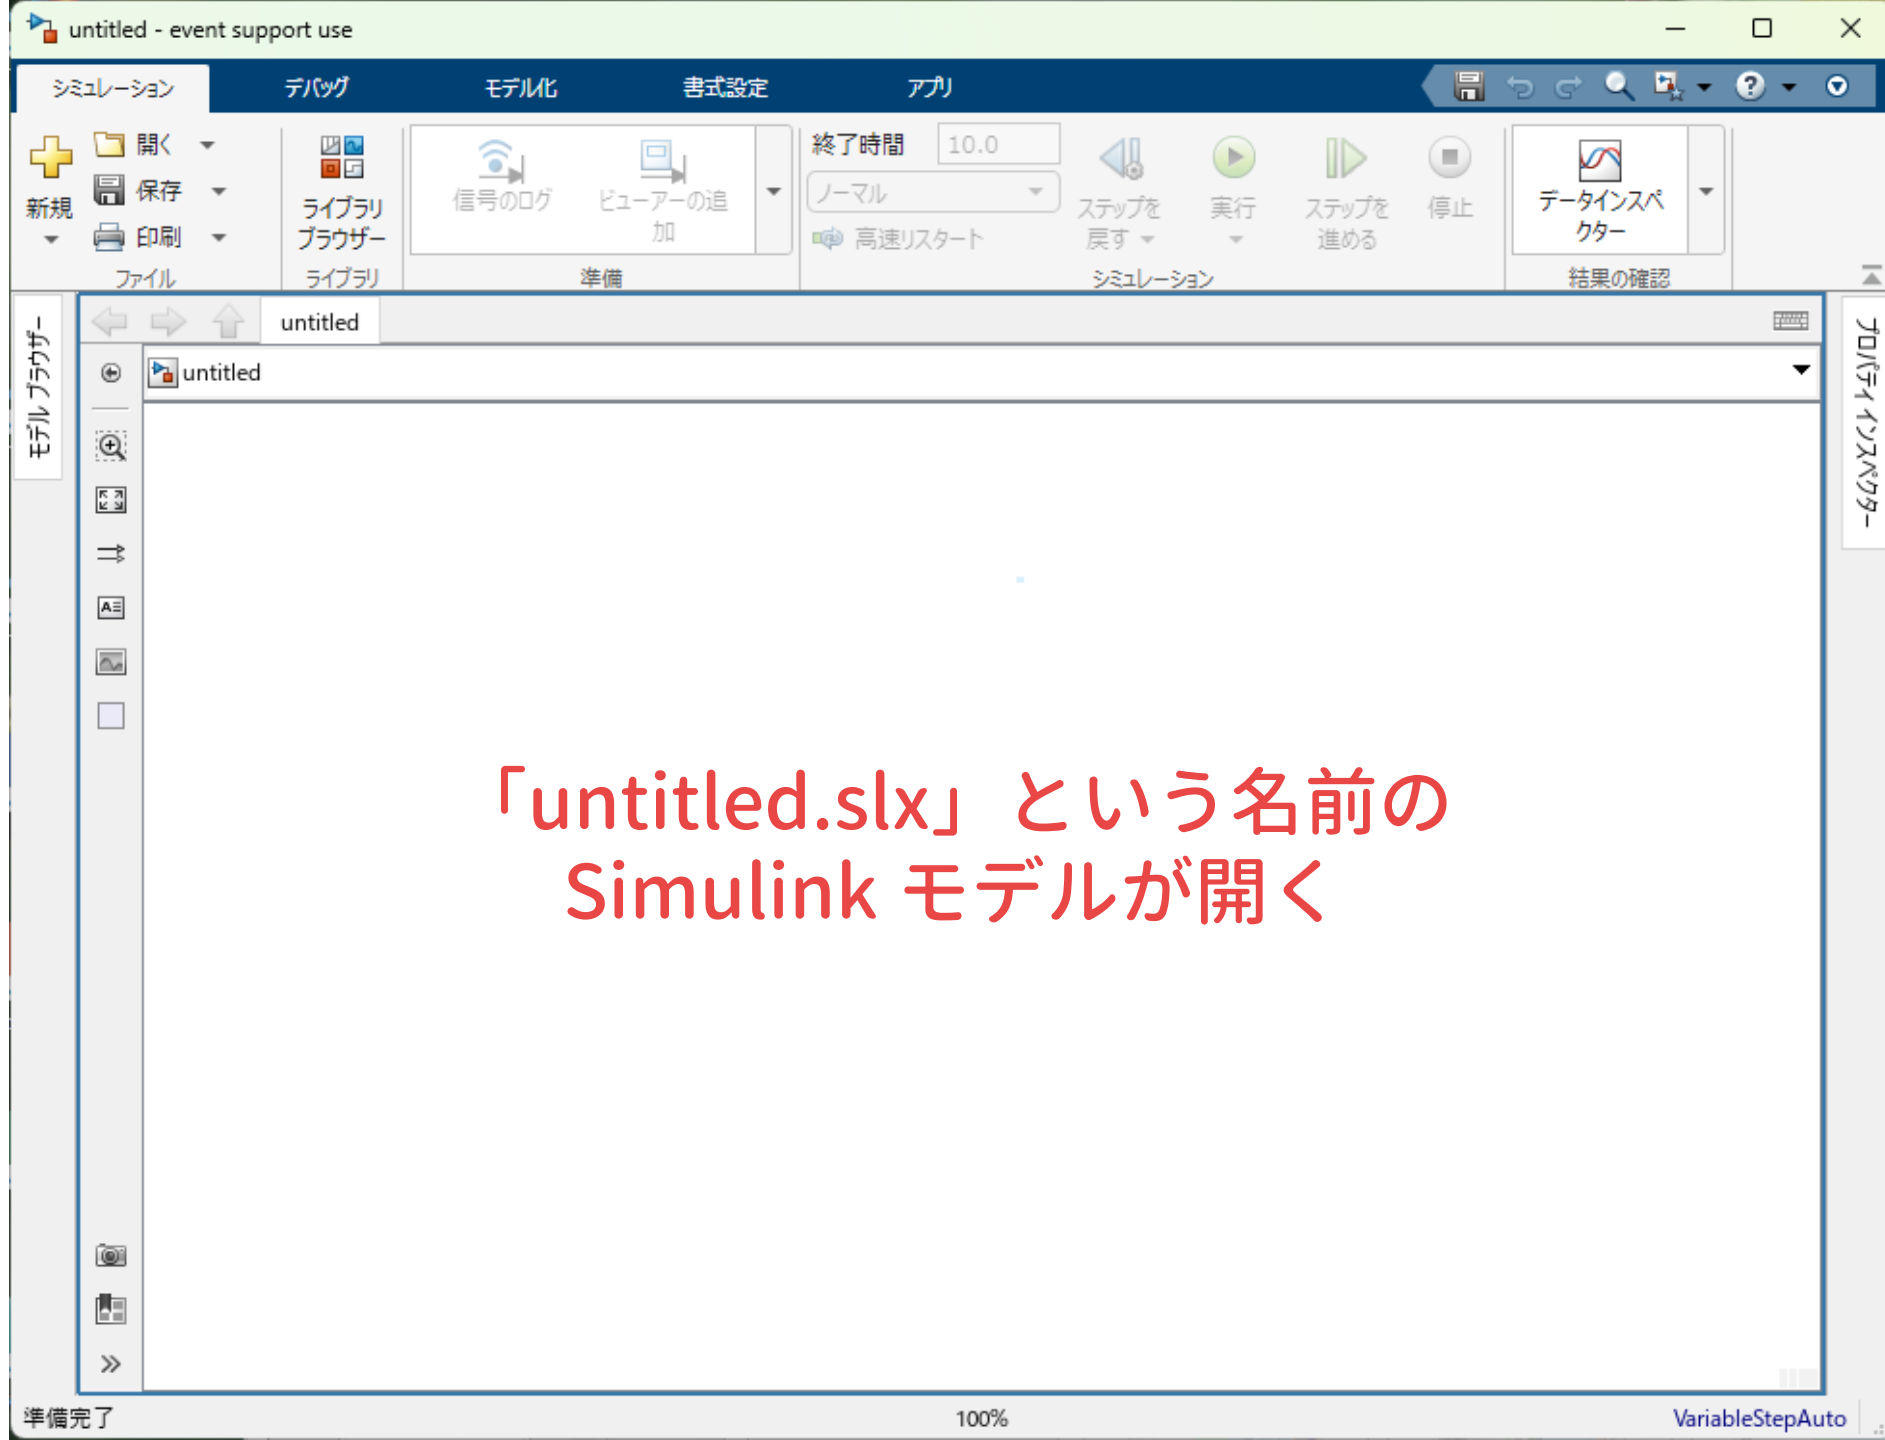 untitled - event support use
シミュレーション
デバッグ
モデル化
書式設定
アプリ
新規
開く
保存
印刷
ファイル
ライブラリ
ブラウザー
ライブラリ
信号のログ
ビューアーの追
加
準備
終了時間
10.0
ノーマル
高速リスタート
ステップを
戻す
実行
ステップを
進める
停止
シミュレーション
データ インスペ
クター
結果の確認
モデル ブラウザー
untitled
untitled
プロパティ インスペクター
「untitled.slx」という名前の
Simulink モデルが開く
準備完了
100%
VariableStepAuto